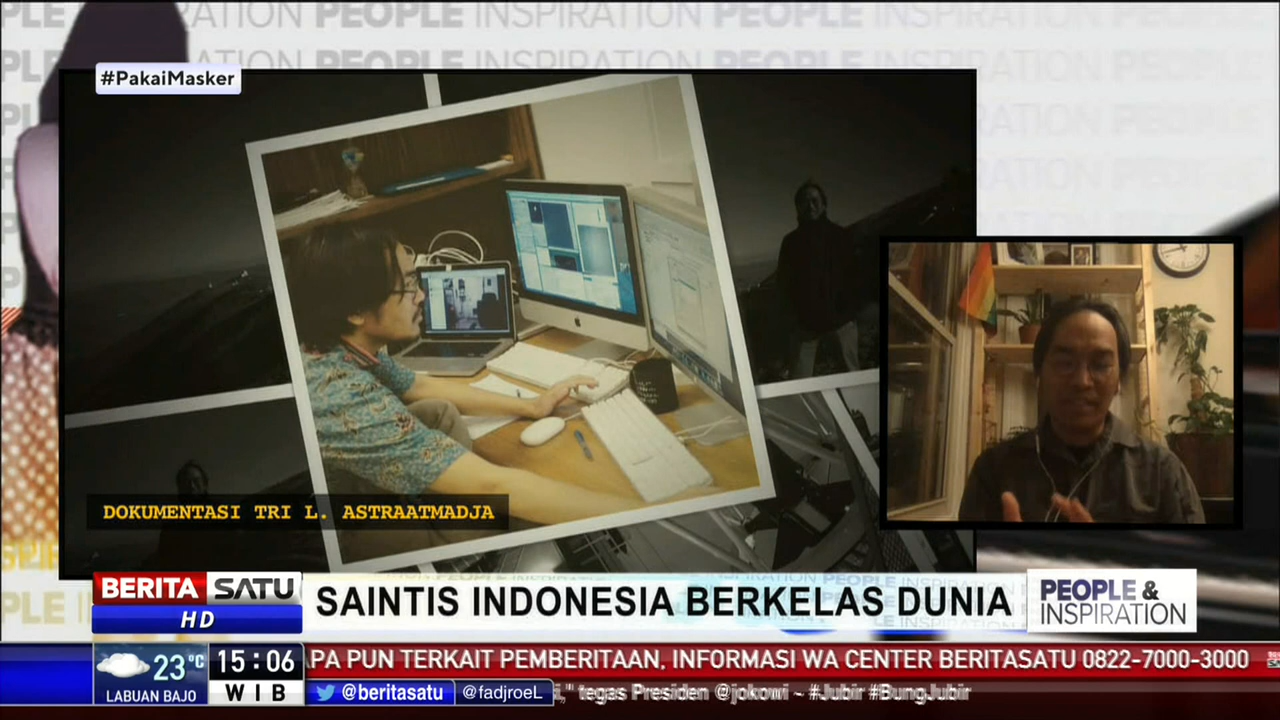 PEOPLE INSPIRATION PEOPLE INSPIRATION
#PakaiMasker
DOKUMENTASI TRI L. ASTRAATMADJA
BERITA SATU
HD
SAINTIS INDONESIA BERKELAS DUNIA
PEOPLE &
INSPIRATION
23°C
LABUAN BAJO
15:06
WIB
APA PUN TERKAIT PEMBERITAAN, INFORMASI WA CENTER BERITASATU 0822-7000-3000
@beritasatu
@fadjroeL
," tegas Presiden @jokowi ~ #Jubir #BungJubir